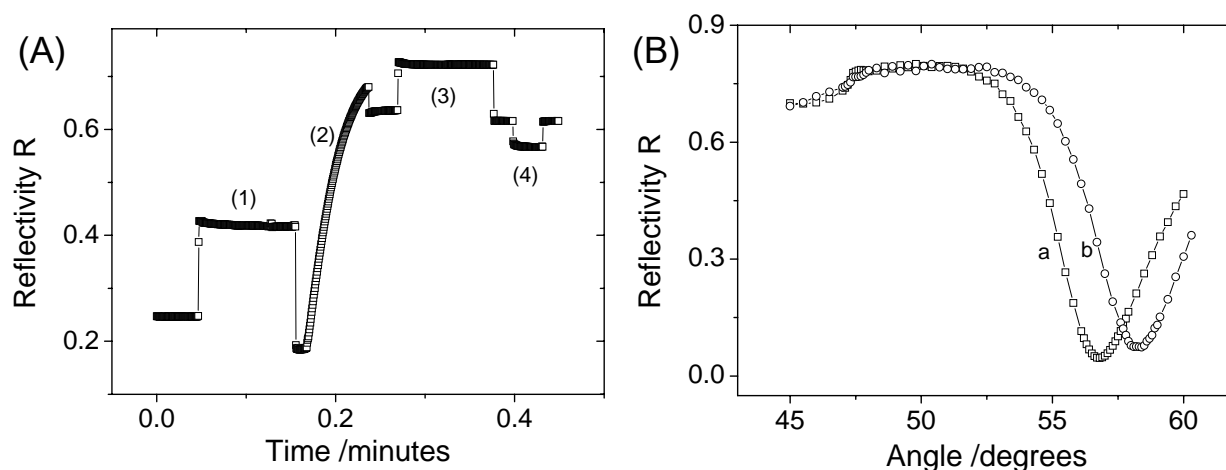 (A)
Reflectivity R
0.6
0.4
0.2
(1)
(2)
(3)
(4)
0.0
0.2
0.4
Time /minutes
(B)
Reflectivity R
0.9
0.6
0.3
0.0
a
b
45
50
55
60
Angle /degrees